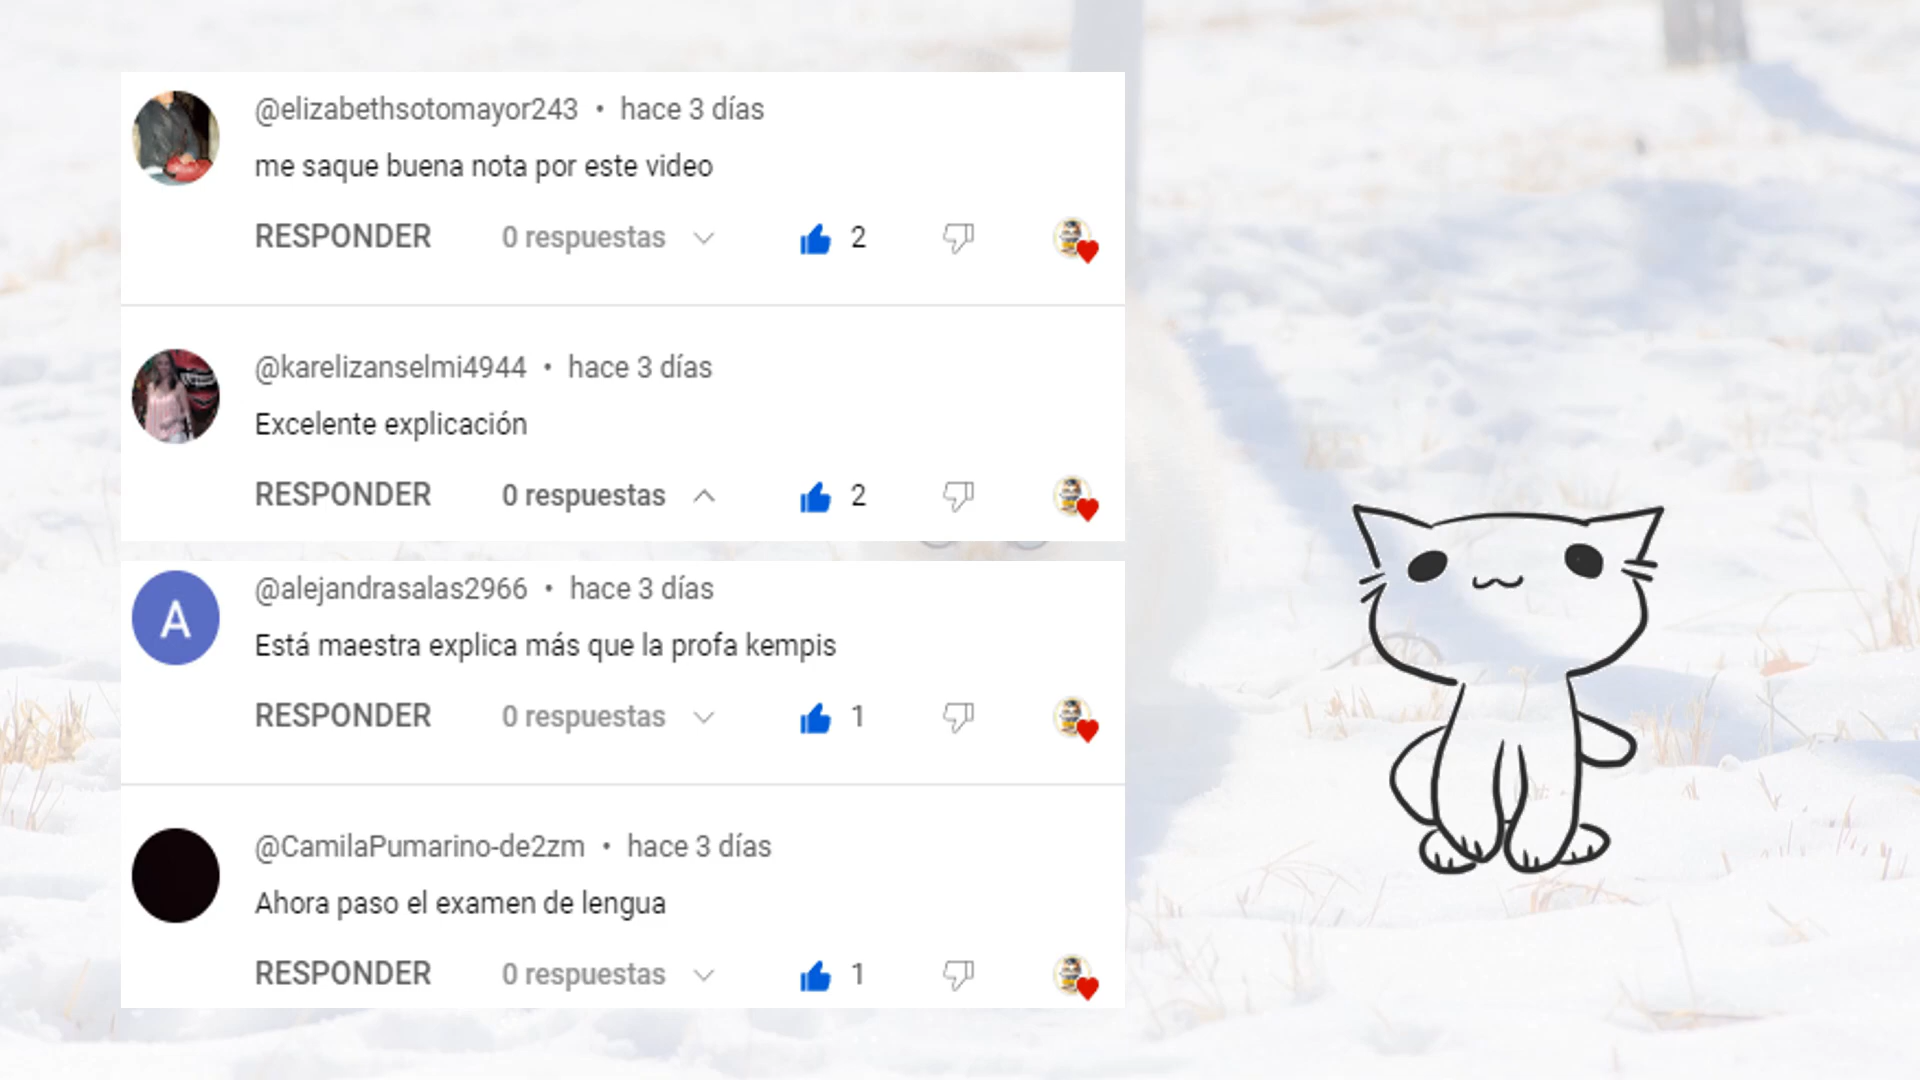 @elizabethsotomayor243 • hace 3 días
me saque buena nota por este video
RESPONDER 0 respuestas 2
@karelizanselmi4944 • hace 3 días
Excelente explicación
RESPONDER 0 respuestas 2
A
@alejandrasalas2966 • hace 3 días
Está maestra explica más que la profa kempis
RESPONDER 0 respuestas 1
@CamilaPumarino-de2zm • hace 3 días
Ahora paso el examen de lengua
RESPONDER 0 respuestas 1